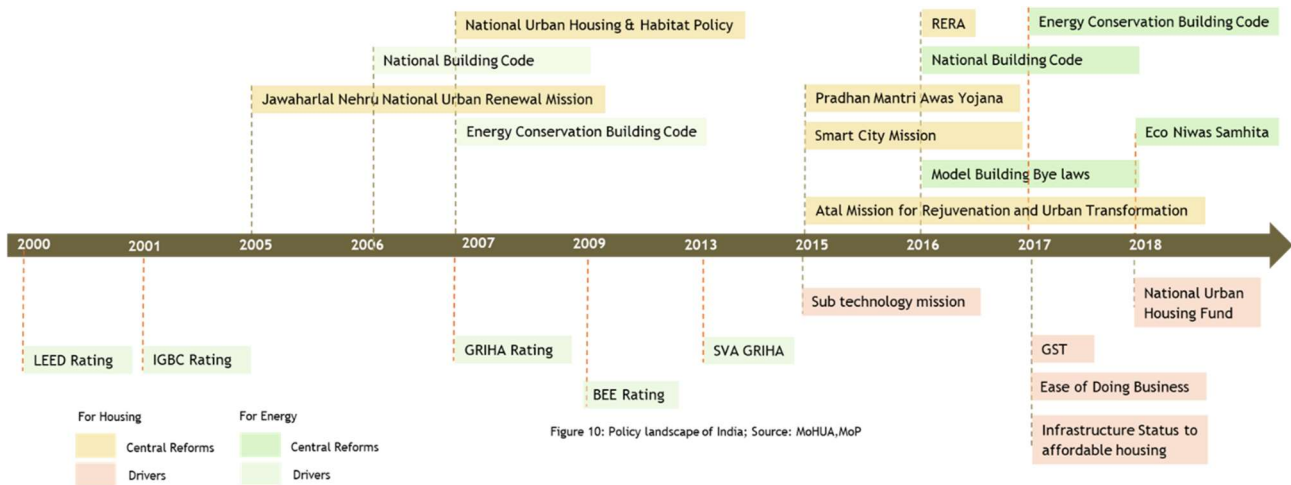 National Urban Housing & Habitat Policy
RERA
Energy Conservation Building Code
National Building Code
National Building Code
Jawaharlal Nehru National Urban Renewal Mission
Pradhan Mantri Awas Yojana
Energy Conservation Building Code
Smart City Mission
Eco Niwas Samhita
Model Building Bye laws
Atal Mission for Rejuvenation and Urban Transformation
2000 2001 2005 2006 2007 2009 2013 2015 2016 2017 2018
Sub technology mission
National Urban
Housing Fund
LEED Rating
IGBC Rating
GRIHA Rating
SVA GRIHA
GST
BEE Rating
Ease of Doing Business
Infrastructure Status to
affordable housing
For Housing
For Energy
Central Reforms
Central Reforms
Drivers
Drivers
Figure 10: Policy landscape of India; Source: MoHUA,MoP